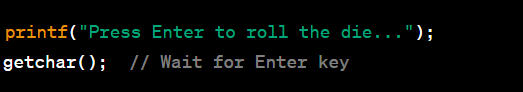 printf("Press Enter to roll the die...");
getchar();  // Wait for Enter key